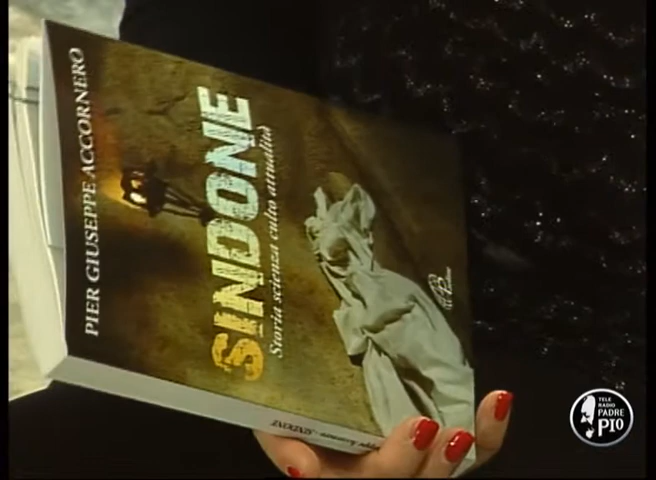 PIER GIUSEPPE ACCORNERO
SINDONE
Storia scienza culto attualità
TELE
RADIO
PADRE
PIO